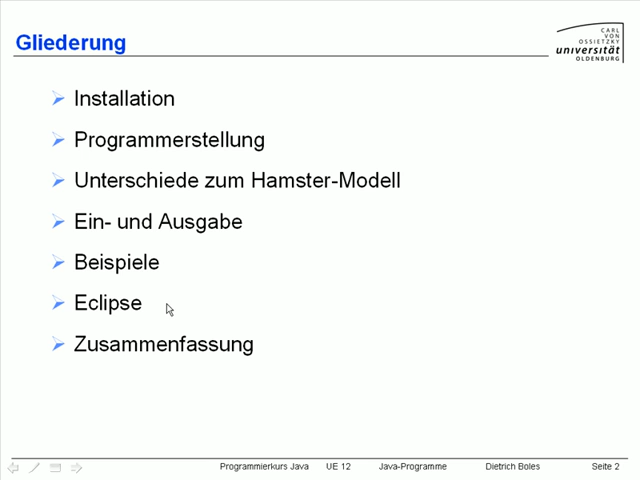 Gliederung
CARL
VON
OSSIETZKY
universität
OLDENBURG
Installation
Programmerstellung
Unterschiede zum Hamster-Modell
Ein- und Ausgabe
Beispiele
Eclipse
Zusammenfassung
Programmierkurs Java UE 12 Java-Programme Dietrich Boles Seite 2